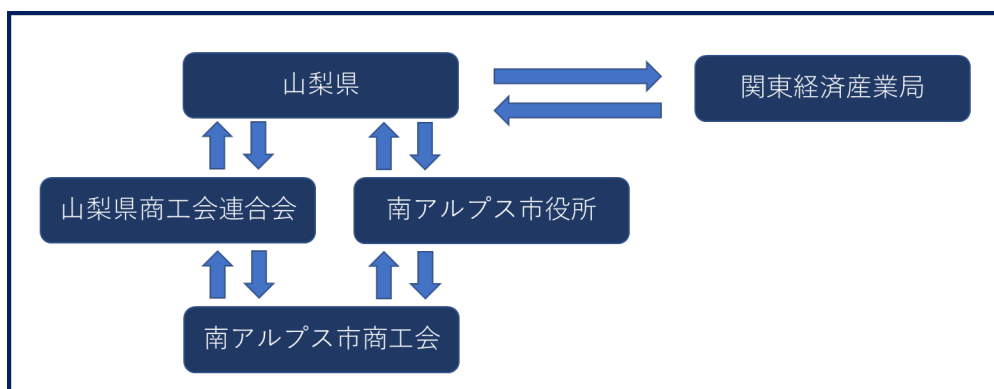 山梨県
関東経済産業局
山梨県商工会連合会
南アルプス市役所
南アルプス市商工会